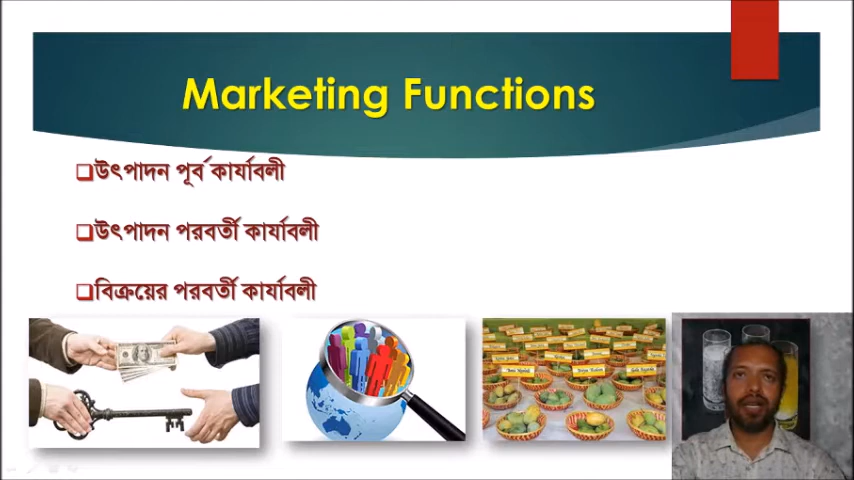 Marketing Functions
❑উৎপাদন পূর্ব কার্যাবলী
❑উৎপাদন পরবর্তী কার্যাবলী
❑বিক্রয়ের পরবর্তী কার্যাবলী